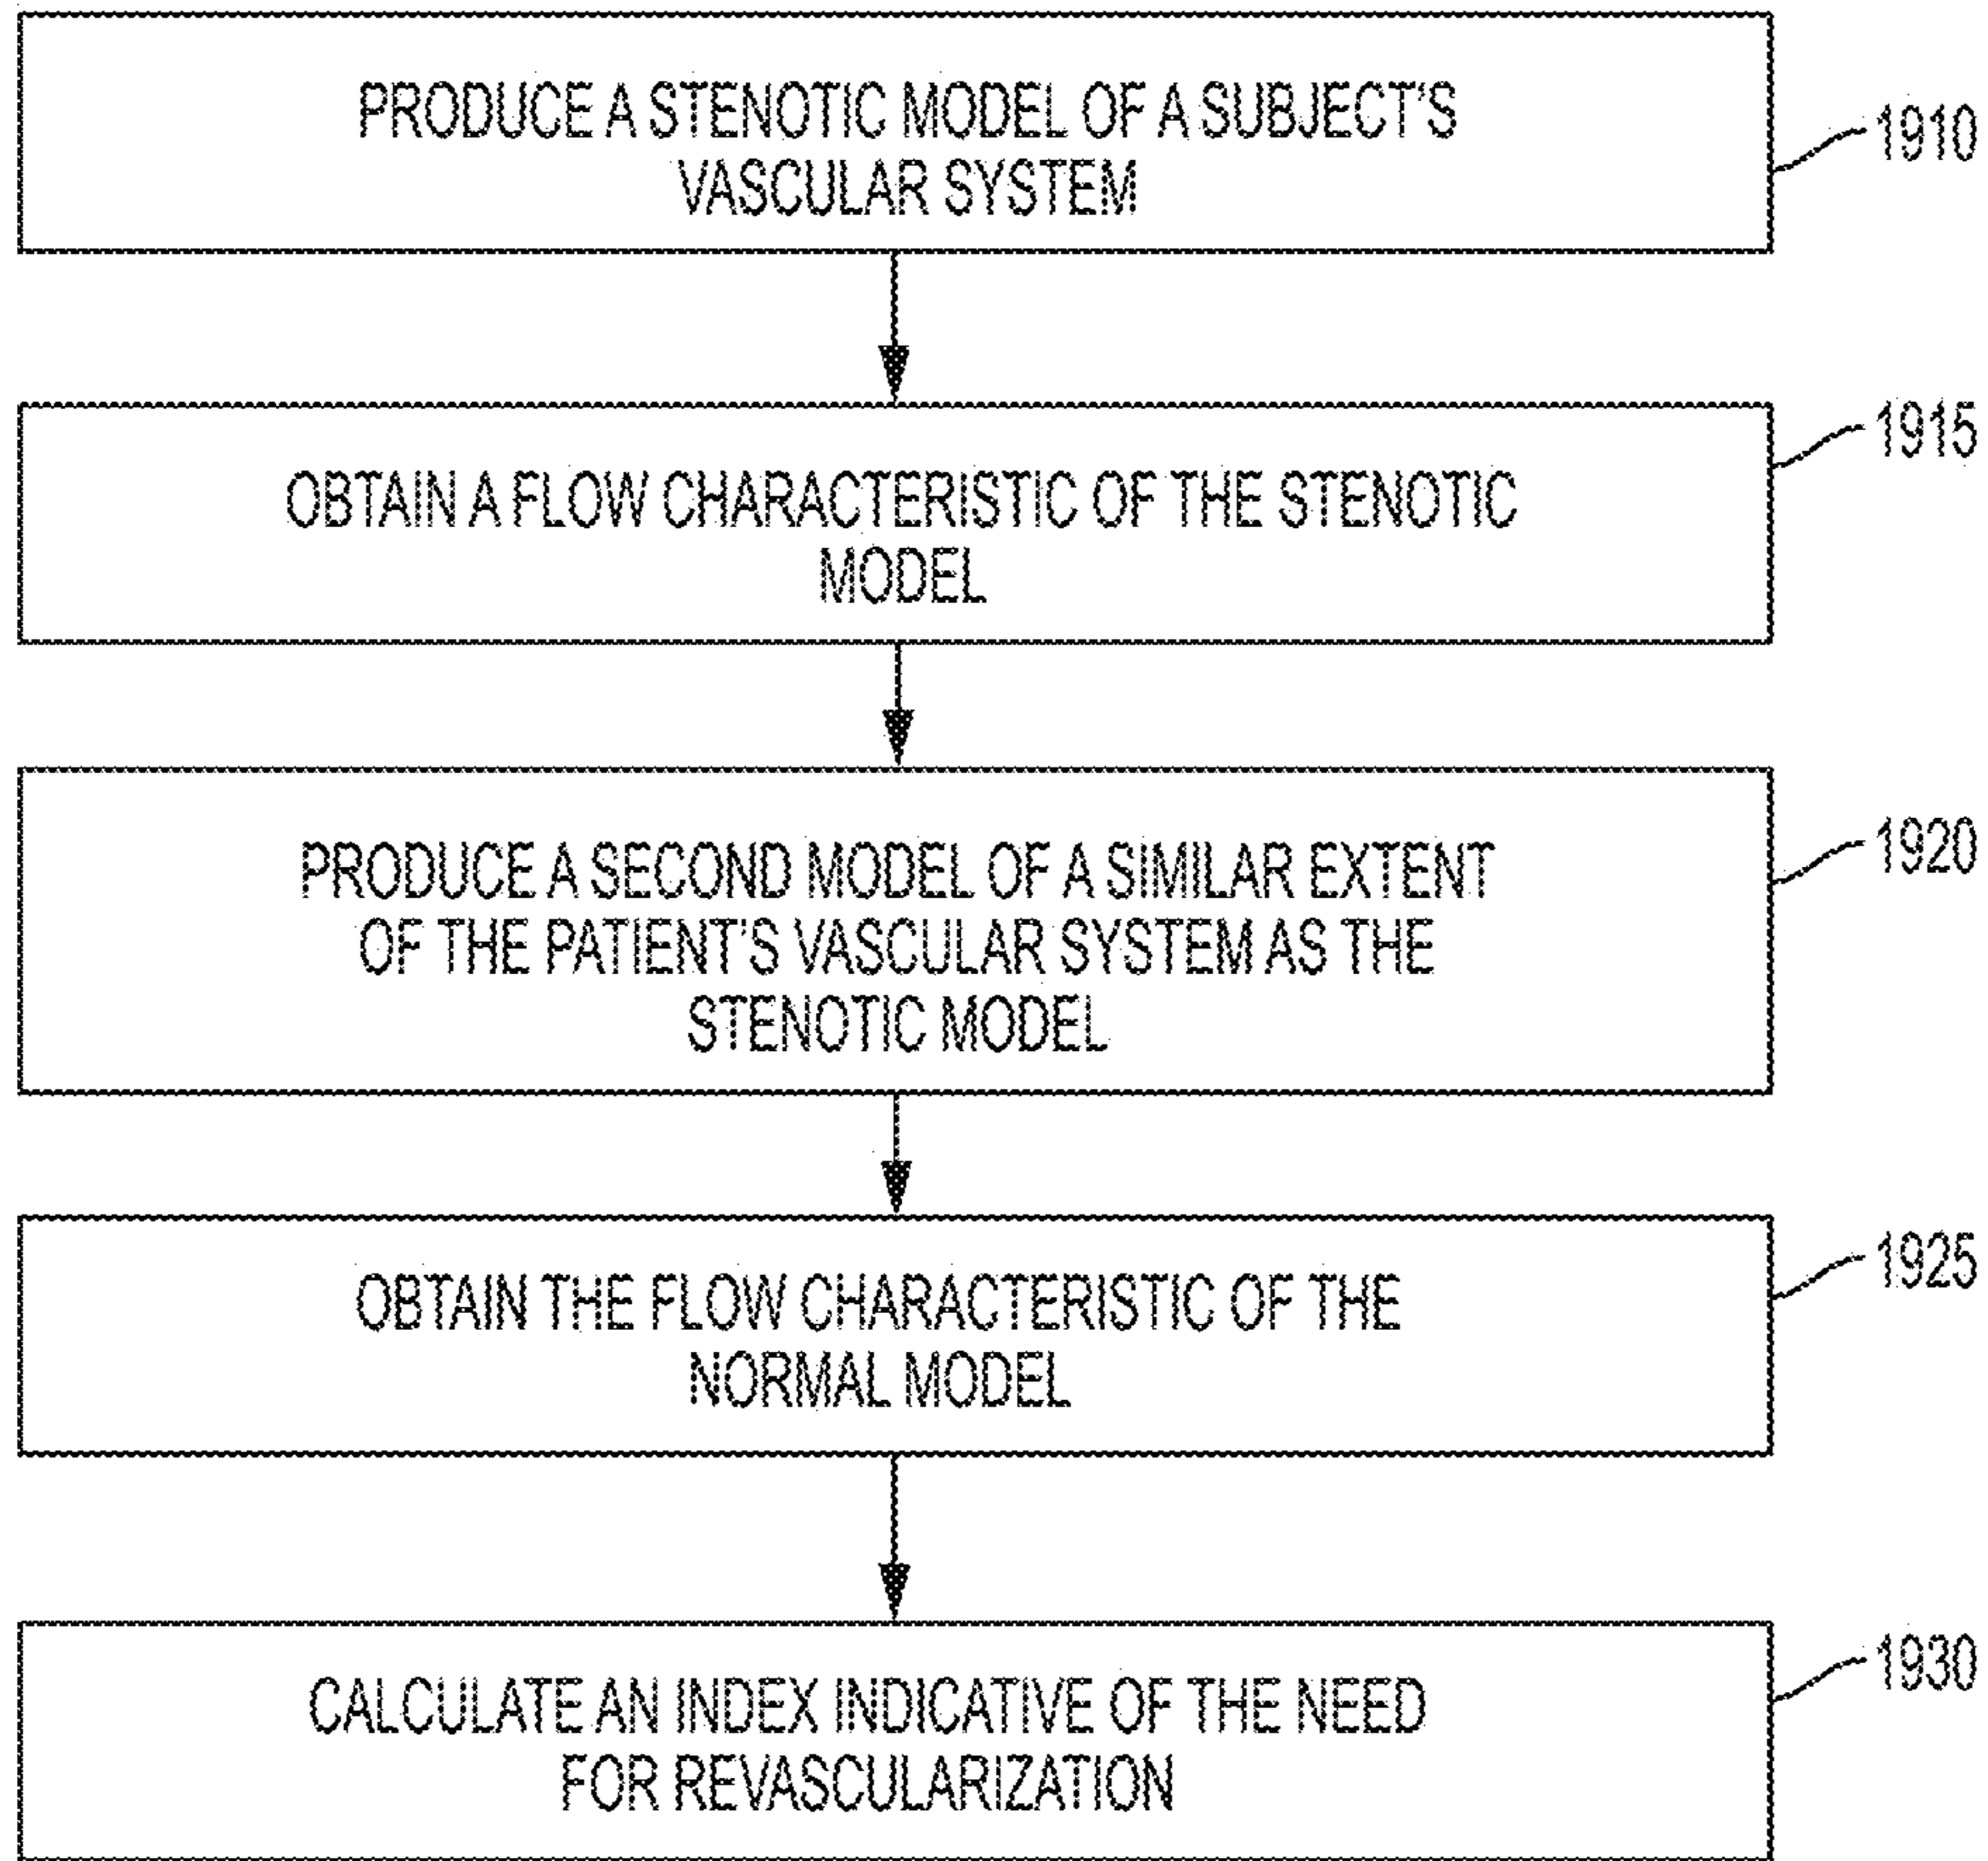 PRODUCE A STENOTIC MODEL OF A SUBJECT'S
VASCULAR SYSTEM
1910
OBTAIN A FLOW CHARACTERISTIC OF THE STENOTIC
MODEL
1915
PRODUCE A SECOND MODEL OF A SIMILAR EXTENT
OF THE PATIENT'S VASCULAR SYSTEM AS THE
STENOTIC MODEL
1920
OBTAIN THE FLOW CHARACTERISTIC OF THE
NORMAL MODEL
1925
CALCULATE AN INDEX INDICATIVE OF THE NEED
FOR REVASCULARIZATION
1930